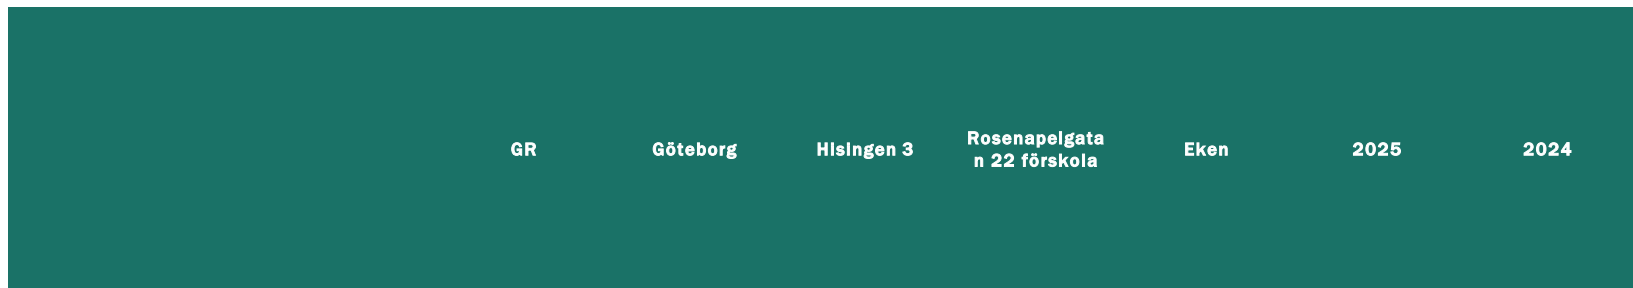 GR Göteborg Hisingen 3 Rosenapelgata
n 22 förskola Eken 2025 2024